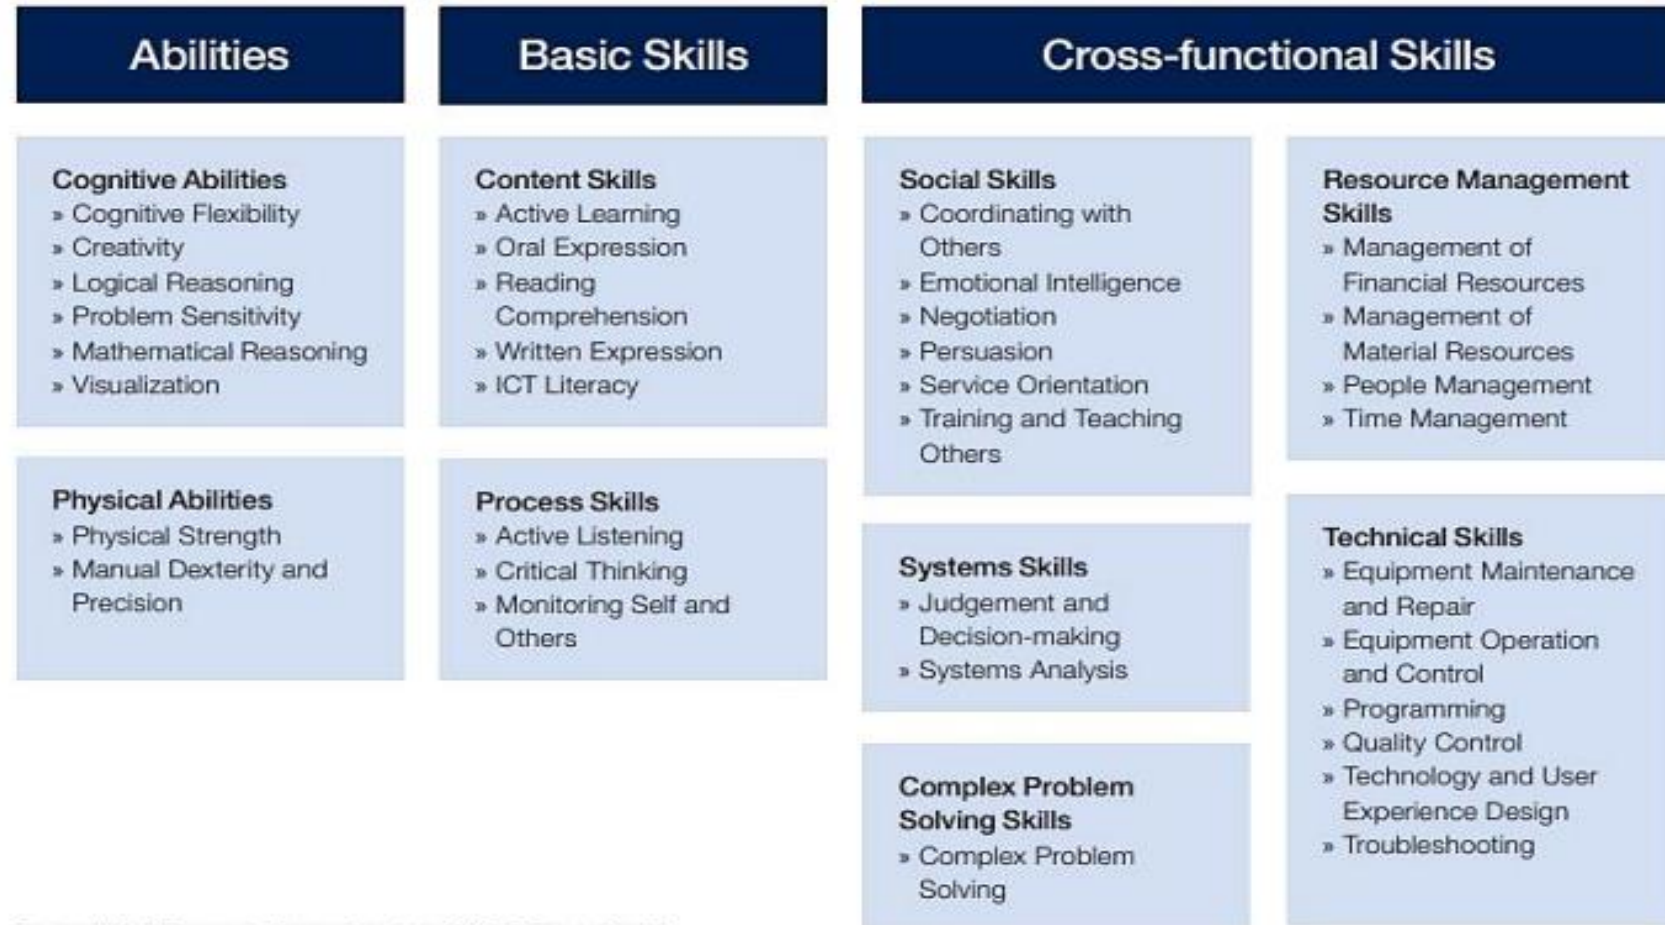 Abilities
Basic Skills
Cross-functional Skills
Cognitive Abilities
» Cognitive Flexibility
» Creativity
» Logical Reasoning
» Problem Sensitivity
» Mathematical Reasoning
» Visualization
Physical Abilities
» Physical Strength
» Manual Dexterity and
Precision
Content Skills
» Active Learning
» Oral Expression
» Reading
Comprehension
» Written Expression
» ICT Literacy
Process Skills
» Active Listening
» Critical Thinking
» Monitoring Self and
Others
Social Skills
» Coordinating with
Others
» Emotional Intelligence
» Negotiation
» Persuasion
» Service Orientation
» Training and Teaching
Others
Systems Skills
» Judgement and
Decision-making
» Systems Analysis
Complex Problem
Solving Skills
» Complex Problem
Solving
Resource Management
Skills
» Management of
Financial Resources
» Management of
Material Resources
» People Management
» Time Management
Technical Skills
» Equipment Maintenance
and Repair
» Equipment Operation
and Control
» Programming
» Quality Control
» Technology and User
Experience Design
» Troubleshooting